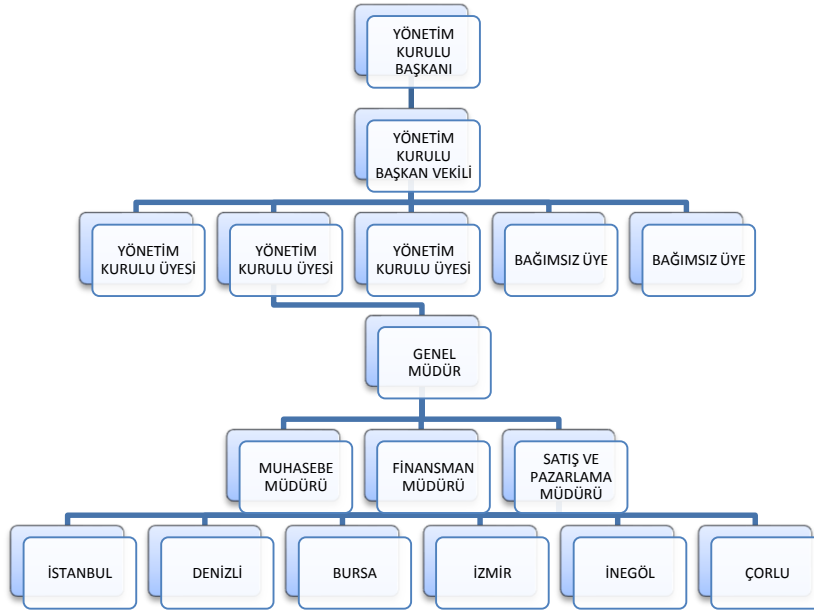 YÖNETİM
KURULU
BAŞKANI
YÖNETİM
KURULU
BAŞKAN VEKİLİ
YÖNETİM
KURULU ÜYESİ
YÖNETİM
KURULU ÜYESİ
YÖNETİM
KURULU ÜYESİ
BAĞIMSIZ ÜYE
BAĞIMSIZ ÜYE
GENEL
MÜDÜR
MUHASEBE
MÜDÜRÜ
FİNANSMAN
MÜDÜRÜ
SATIŞ VE
PAZARLAMA
MÜDÜRÜ
İSTANBUL
DENİZLİ
BURSA
İZMİR
İNEGÖL
ÇORLU